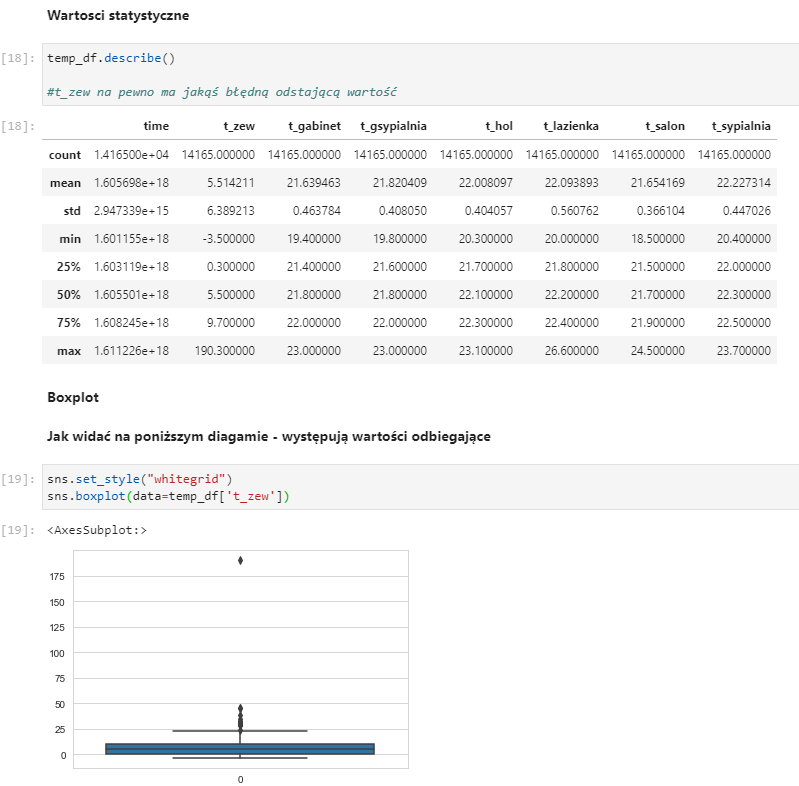 Wartosci statystyczne
[18]: temp_df.describe()
#t_zew na pewno ma jakąś błędną odstającą wartość
[18]: time t_zew t_gabinet t_gsypialnia t_hol t_lazienka t_salon t_sypialnia
count 1.416500e+04 14165.000000 14165.000000 14165.000000 14165.000000 14165.000000 14165.000000 14165.000000
mean 1.605698e+18 5.514211 21.639463 21.820409 22.008097 22.093893 21.654169 22.227314
std 2.947339e+15 6.389213 0.463784 0.408050 0.404057 0.560762 0.366104 0.447026
min 1.601155e+18 -3.500000 19.400000 19.800000 20.300000 20.000000 18.500000 20.400000
25% 1.603119e+18 0.300000 21.400000 21.600000 21.700000 21.800000 21.500000 22.000000
50% 1.605501e+18 5.500000 21.800000 21.800000 22.100000 22.200000 21.700000 22.300000
75% 1.608245e+18 9.700000 22.000000 22.000000 22.300000 22.400000 21.900000 22.500000
max 1.611226e+18 190.300000 23.000000 23.000000 23.100000 26.600000 24.500000 23.700000
Boxplot
Jak widać na poniższym diagamie - występują wartości odbiegające
[19]: sns.set_style("whitegrid")
sns.boxplot(data=temp_df['t_zew'])
[19]: <AxesSubplot:>
175
150
125
100
75
50
25
0
0